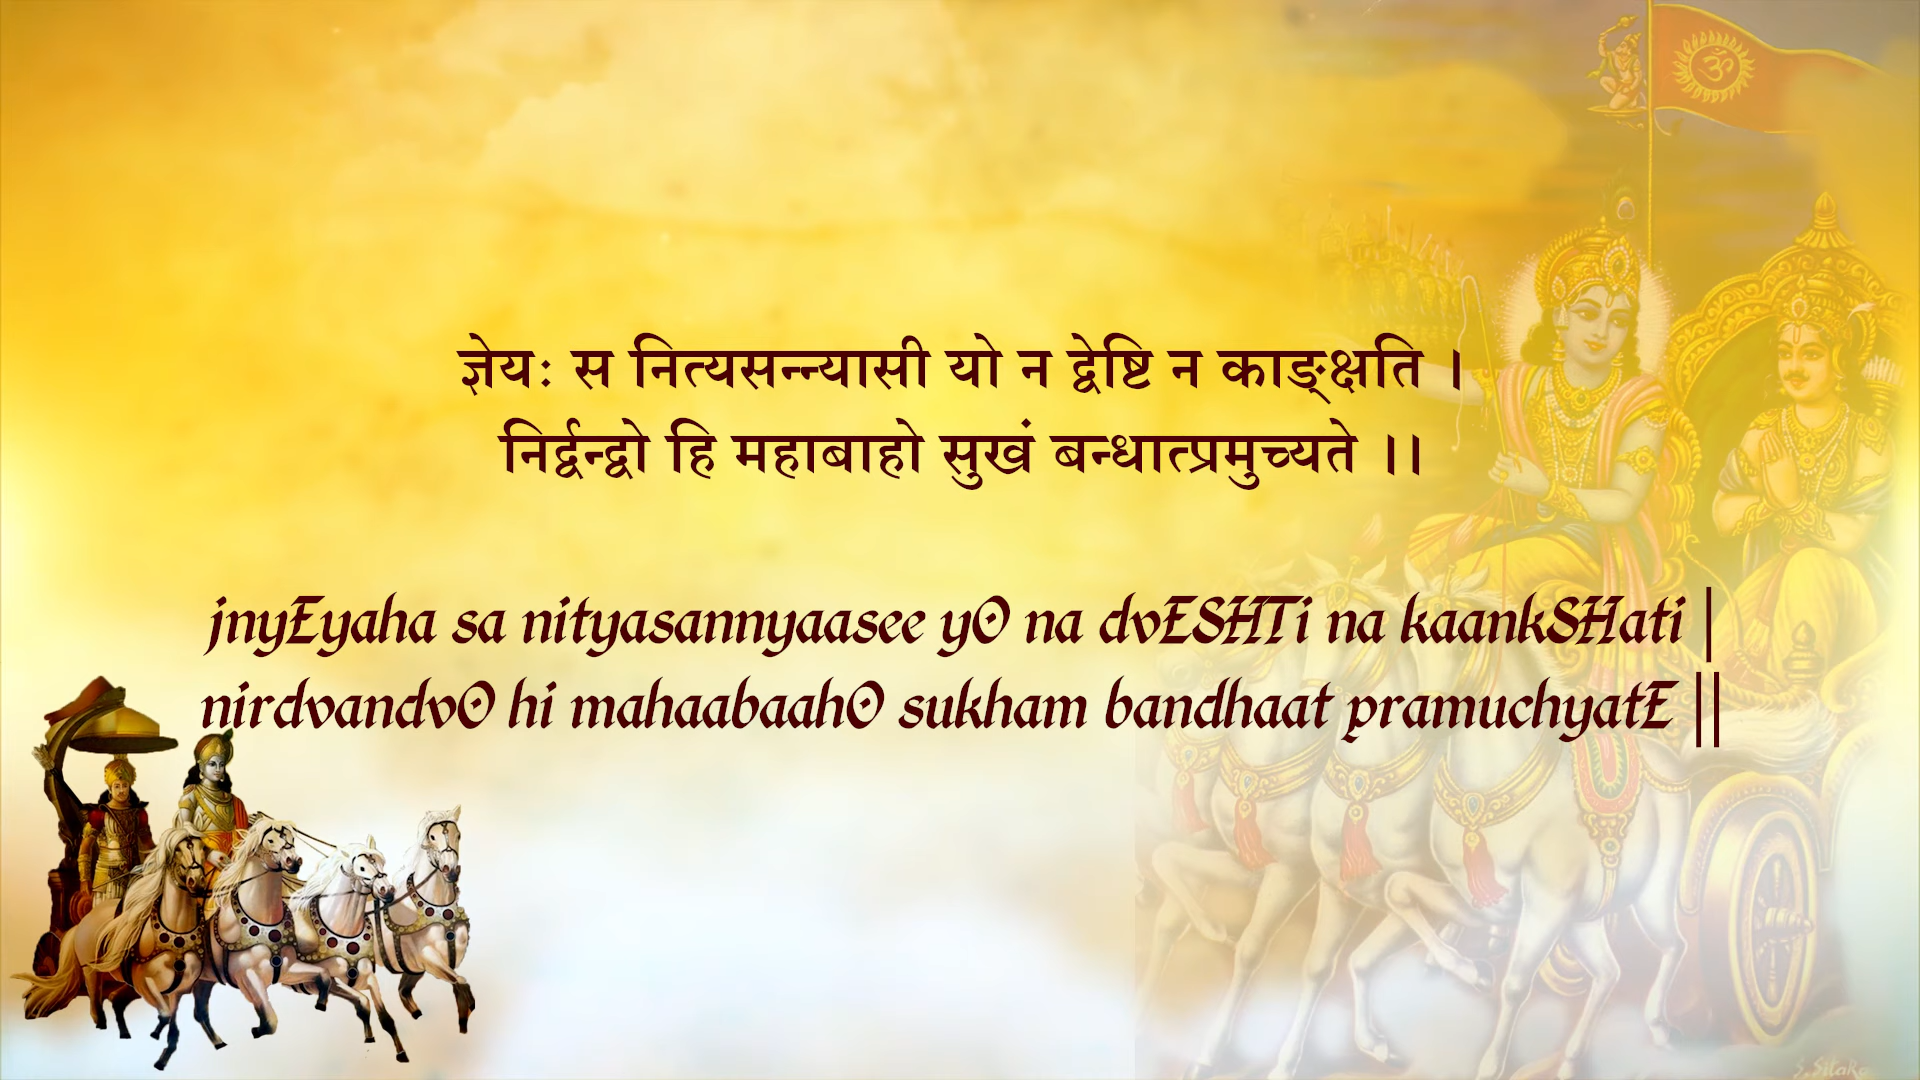 ज्ञेयः स नित्यसन्न्यासी यो न द्वेष्टि न काङ्क्षति ।
निर्द्वन्द्वो हि महाबाहो सुखं बन्धात्प्रमुच्यते ।।
jnyEyaha sa nityasannyaasee yO na dvESHTi na kaankSHati |
nirdvandvO hi mahaabaahO sukham bandhaat pramuchyatE ||
ॐ